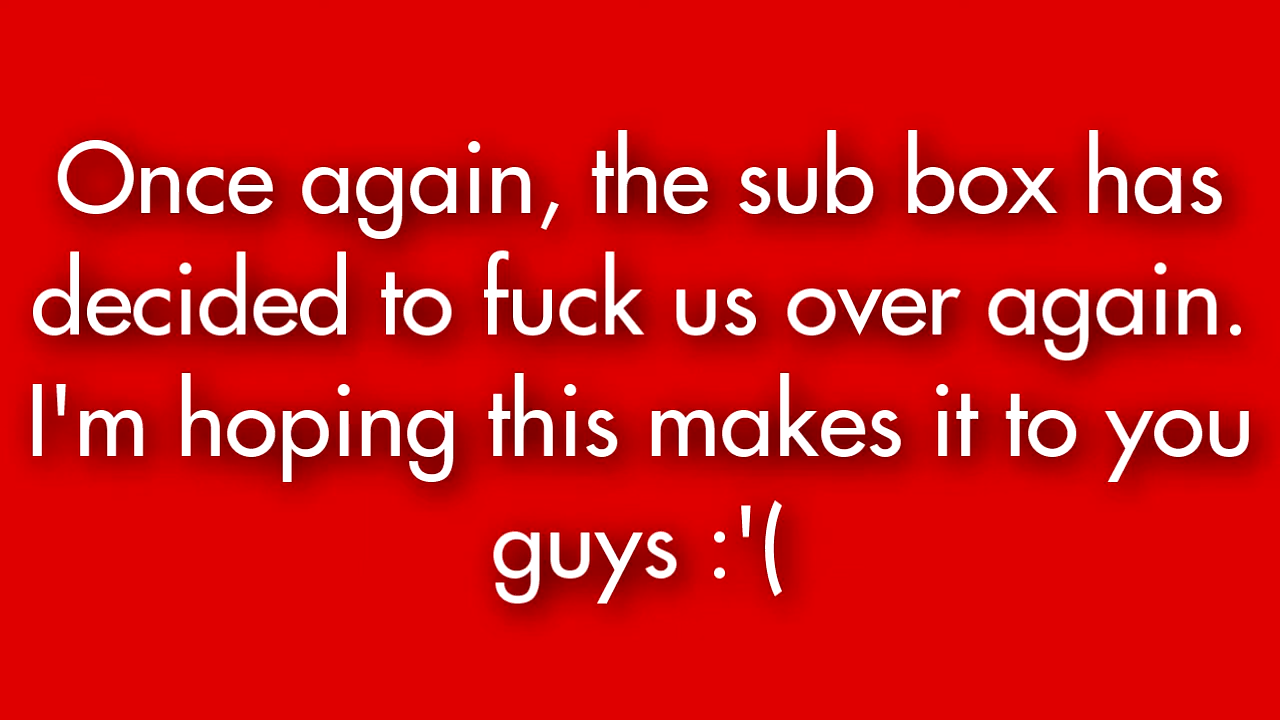 Once again, the sub box has
decided to fuck us over again.
I'm hoping this makes it to you
guys :'(